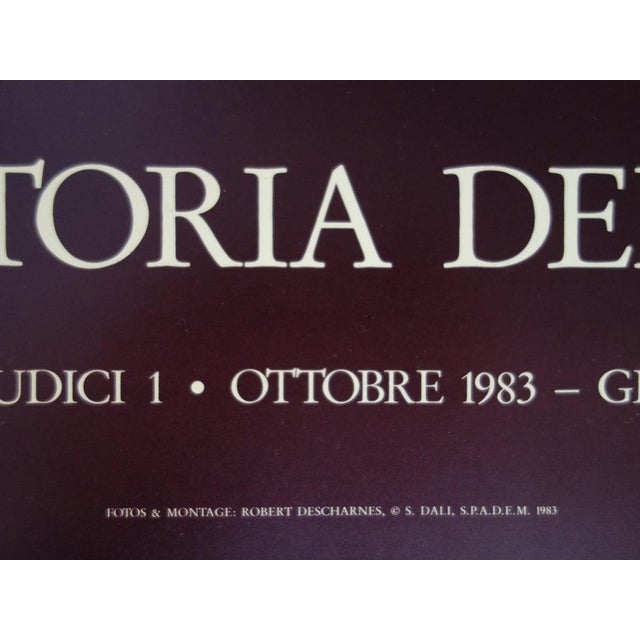 TORIA DE
UDICI 1 • OTTOBRE 1983 – G
FOTOS & MONTAGE: ROBERT DESCHARNES, © S. DALI, S.P.A.D.E.M. 1983